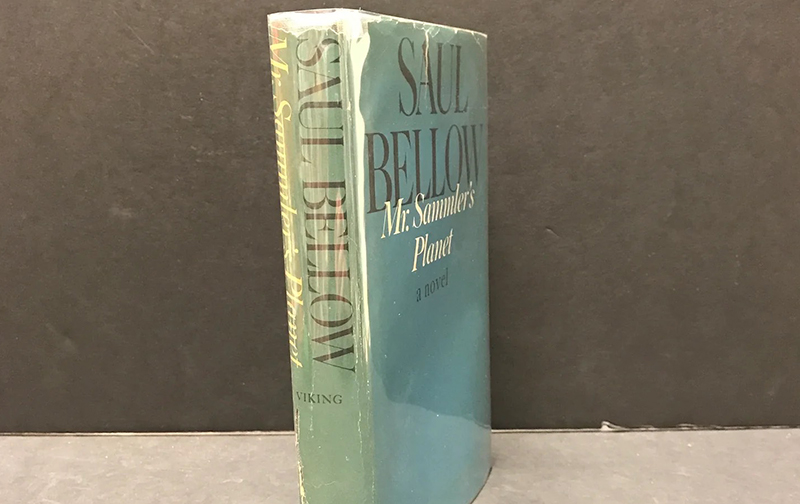 Mr. Sammler's Planet
SAUL BELLOW
VIKING
SAUL
BELLOW
Mr. Sammler's
Planet
a novel